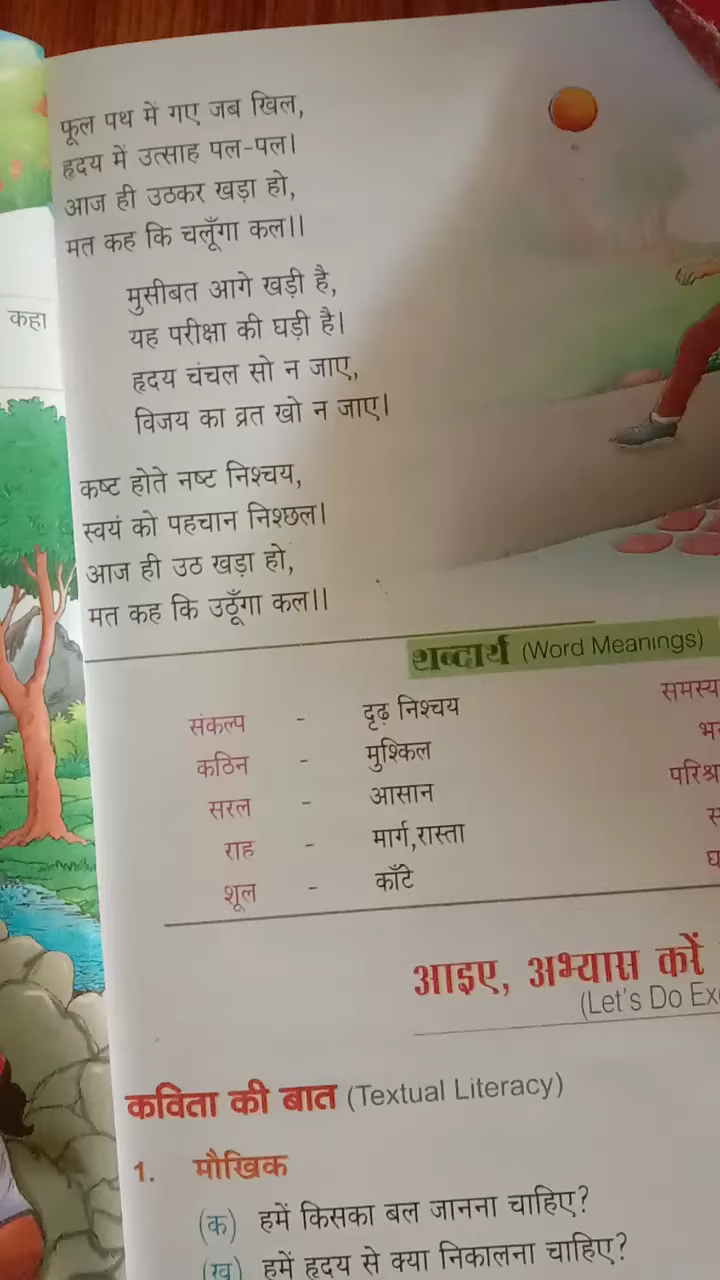 फूल पथ में गए जब खिल,
हृदय में उत्साह पल-पल।
आज ही उठकर खड़ा हो,
मत कह कि चलूँगा कल।।
मुसीबत आगे खड़ी है,
यह परीक्षा की घड़ी है।
हृदय चंचल सो न जाए,
विजय का व्रत खो न जाए।
कष्ट होते नष्ट निश्चय,
स्वयं को पहचान निश्छल।
आज ही उठ खड़ा हो,
मत कह कि उठूँगा कल।।
कहा
शब्दार्थ (Word Meanings)
संकल्प - दृढ़ निश्चय
कठिन - मुश्किल
सरल - आसान
राह - मार्ग,रास्ता
शूल - काँटे
आइए, अभ्यास करें
(Let's Do
कविता की बात (Textual Literacy)
1. मौखिक
(क) हमें किसका बल जानना चाहिए?
(ख) हमें हृदय से क्या निकालना चाहिए?